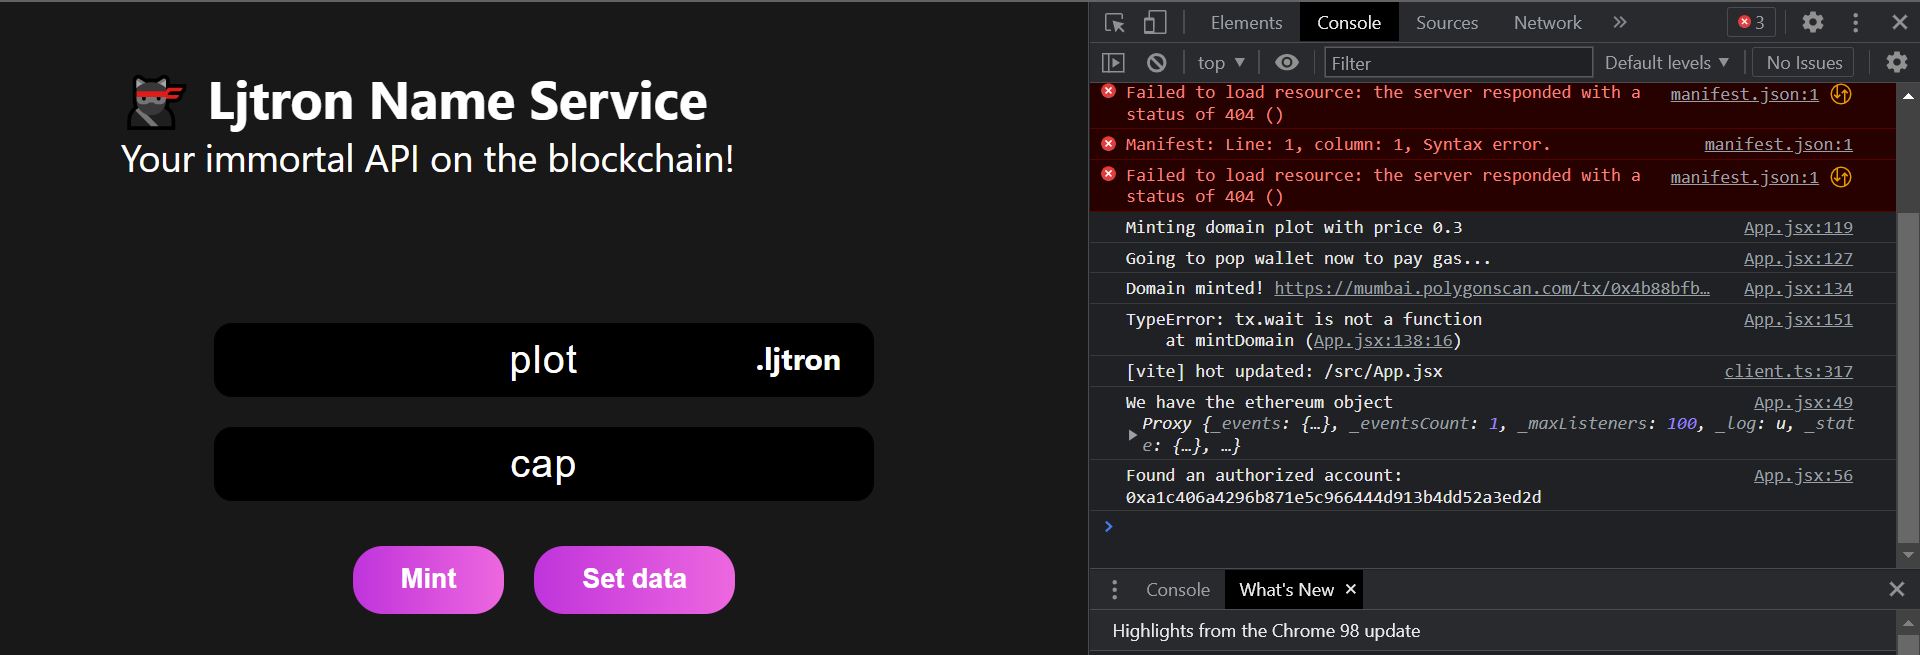 Ljtron Name Service
Your immortal API on the blockchain!
plot
.ljtron
cap
Mint
Set data
Elements
Console
Sources
Network
»
3
top ▼
Filter
Default levels ▼
No Issues
Failed to load resource: the server responded with a manifest.json:1
status of 404 ()
Manifest: Line: 1, column: 1, Syntax error. manifest.json:1
Failed to load resource: the server responded with a manifest.json:1
status of 404 ()
Minting domain plot with price 0.3 App.jsx:119
Going to pop wallet now to pay gas... App.jsx:127
Domain minted! https://mumbai.polygonscan.com/tx/0x4b88bfb… App.jsx:134
TypeError: tx.wait is not a function App.jsx:151
at mintDomain (App.jsx:138:16)
[vite] hot updated: /src/App.jsx client.ts:317
We have the ethereum object App.jsx:49
Proxy {_events: {…}, _eventsCount: 1, _maxListeners: 100, _log: u, _stat
e: {…}, …}
Found an authorized account: App.jsx:56
0xa1c406a4296b871e5c966444d913b4dd52a3ed2d
>
Console
What's New ×
Highlights from the Chrome 98 update